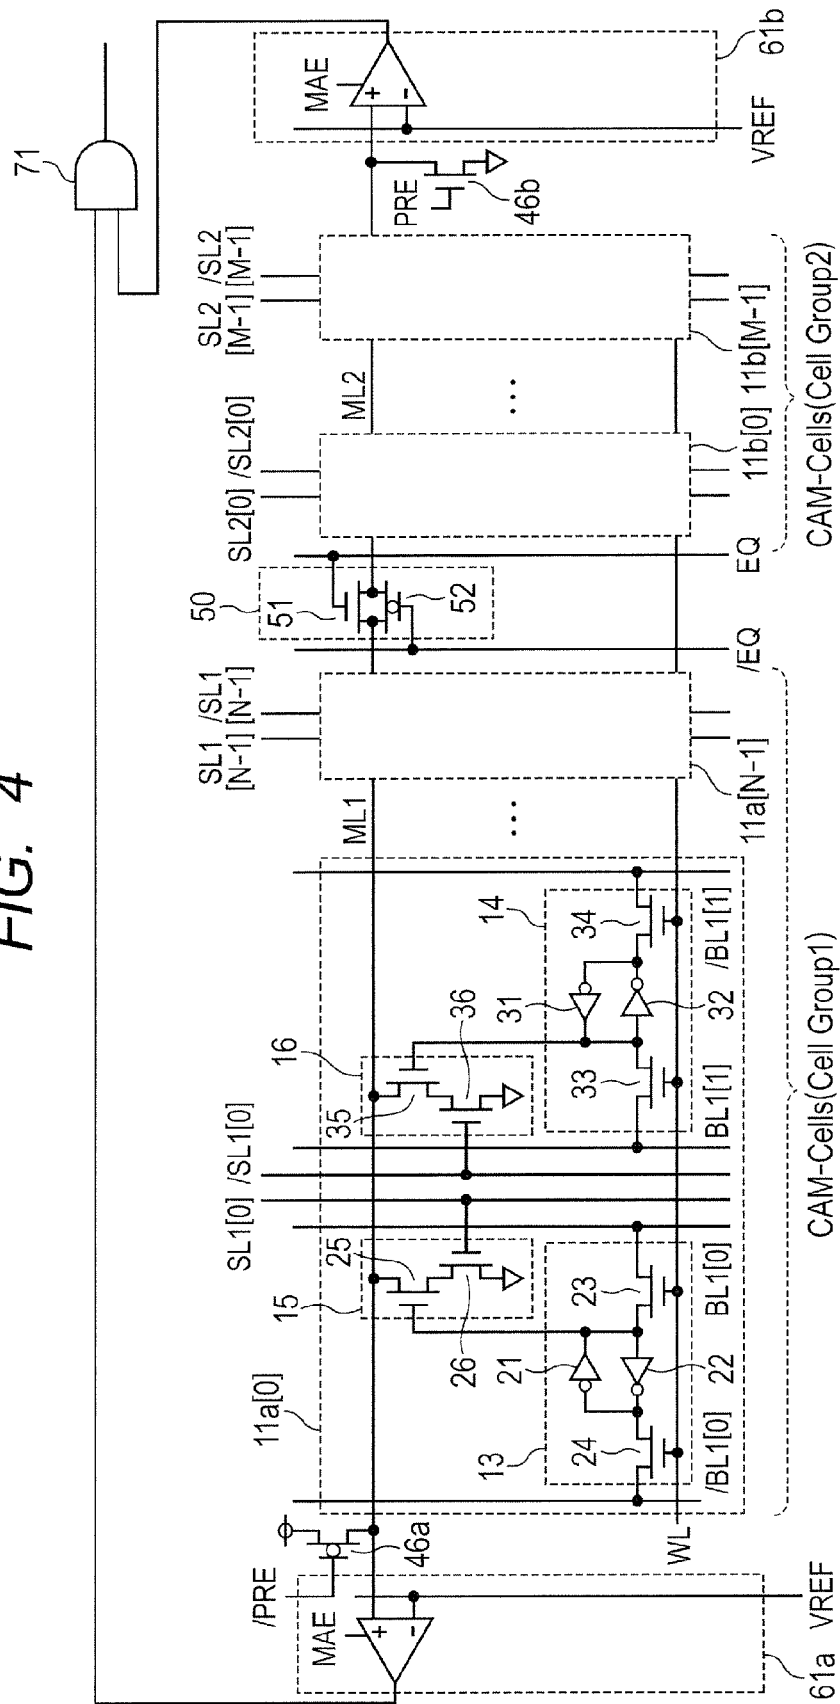 FIG. 4
71
61a
VREF
MAE
+
-
/PRE
46a
WL
11a[0]
15
25
26
SL1[0]
/SL1[0]
16
35
36
13
21
22
24
23
/BL1[0]
BL1[0]
14
31
32
33
34
BL1[1]
/BL1[1]
ML1
...
SL1
[N-1]
/SL1
[N-1]
11a[N-1]
CAM-Cells(Cell Group1)
50
51
52
/EQ
EQ
SL2[0]
/SL2[0]
11b[0]
ML2
...
SL2
[M-1]
/SL2
[M-1]
11b[M-1]
CAM-Cells(Cell Group2)
PRE
46b
MAE
+
-
VREF
61b